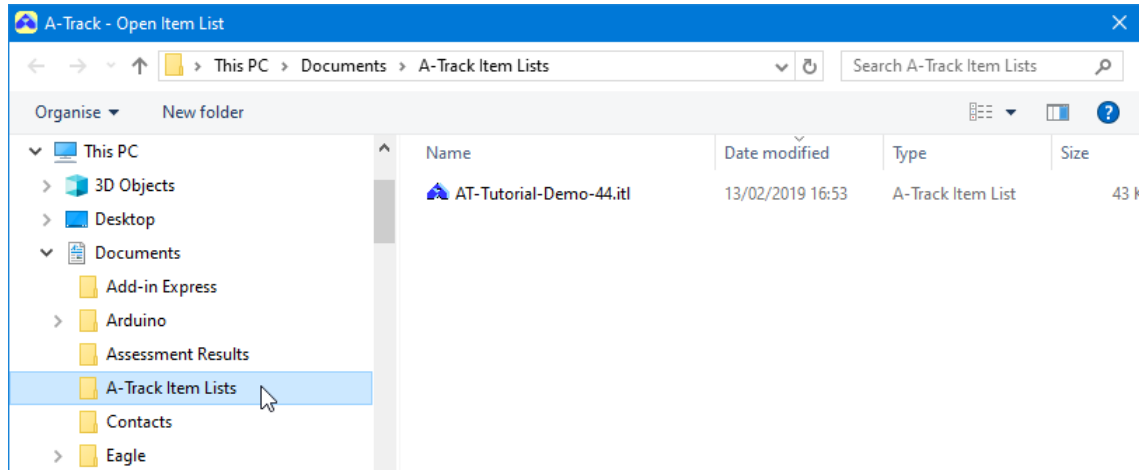 A-Track - Open Item List
This PC > Documents > A-Track Item Lists
Search A-Track Item Lists
Organise
New folder
?
This PC
3D Objects
Desktop
Documents
Add-in Express
Arduino
Assessment Results
A-Track Item Lists
Contacts
Eagle
Name Date modified Type Size
AT-Tutorial-Demo-44.itl 13/02/2019 16:53 A-Track Item List 43 K